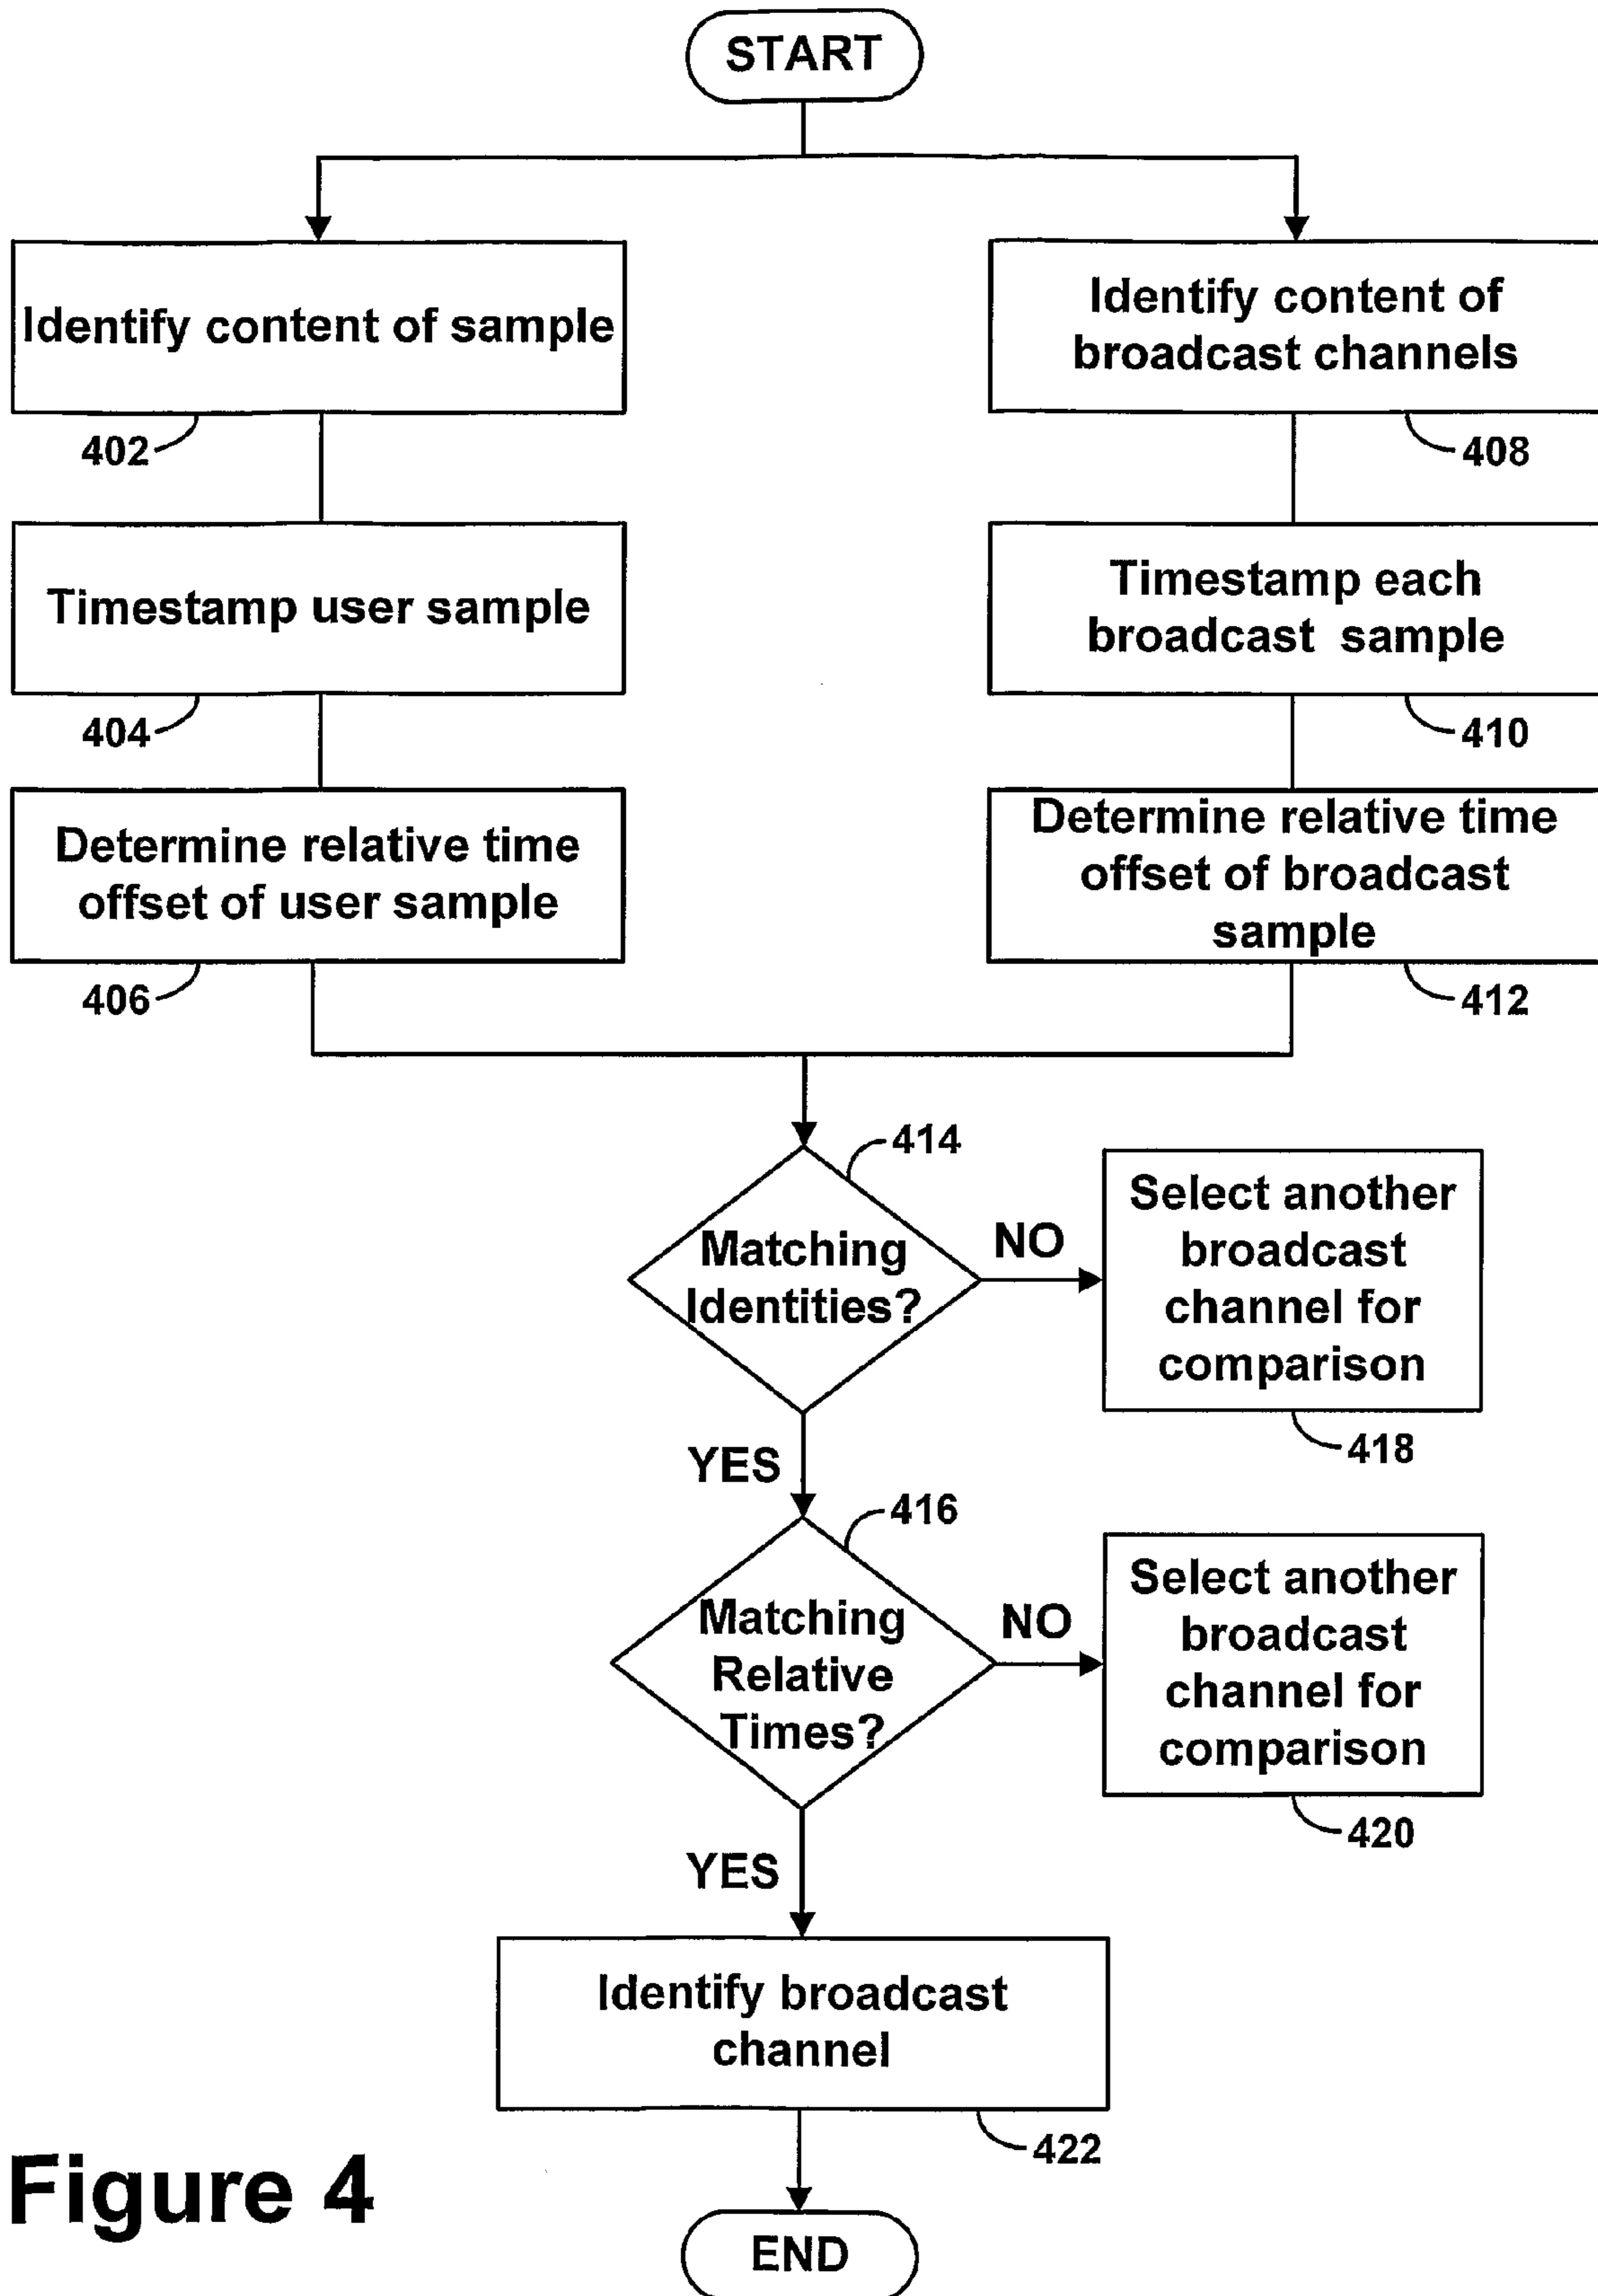 START
Identify content of sample
402
Timestamp user sample
404
Determine relative time
offset of user sample
406
Identify content of
broadcast channels
408
Timestamp each
broadcast sample
410
Determine relative time
offset of broadcast
sample
412
414
Matching
Identities?
NO
Select another
broadcast
channel for
comparison
418
YES
416
Matching
Relative
Times?
NO
Select another
broadcast
channel for
comparison
420
YES
Identify broadcast
channel
422
END
Figure 4